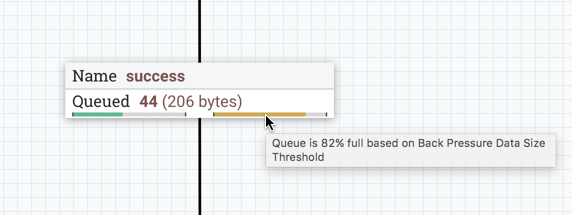 Name success
Queued 44 (206 bytes)
Queue is 82% full based on Back Pressure Data Size
Threshold